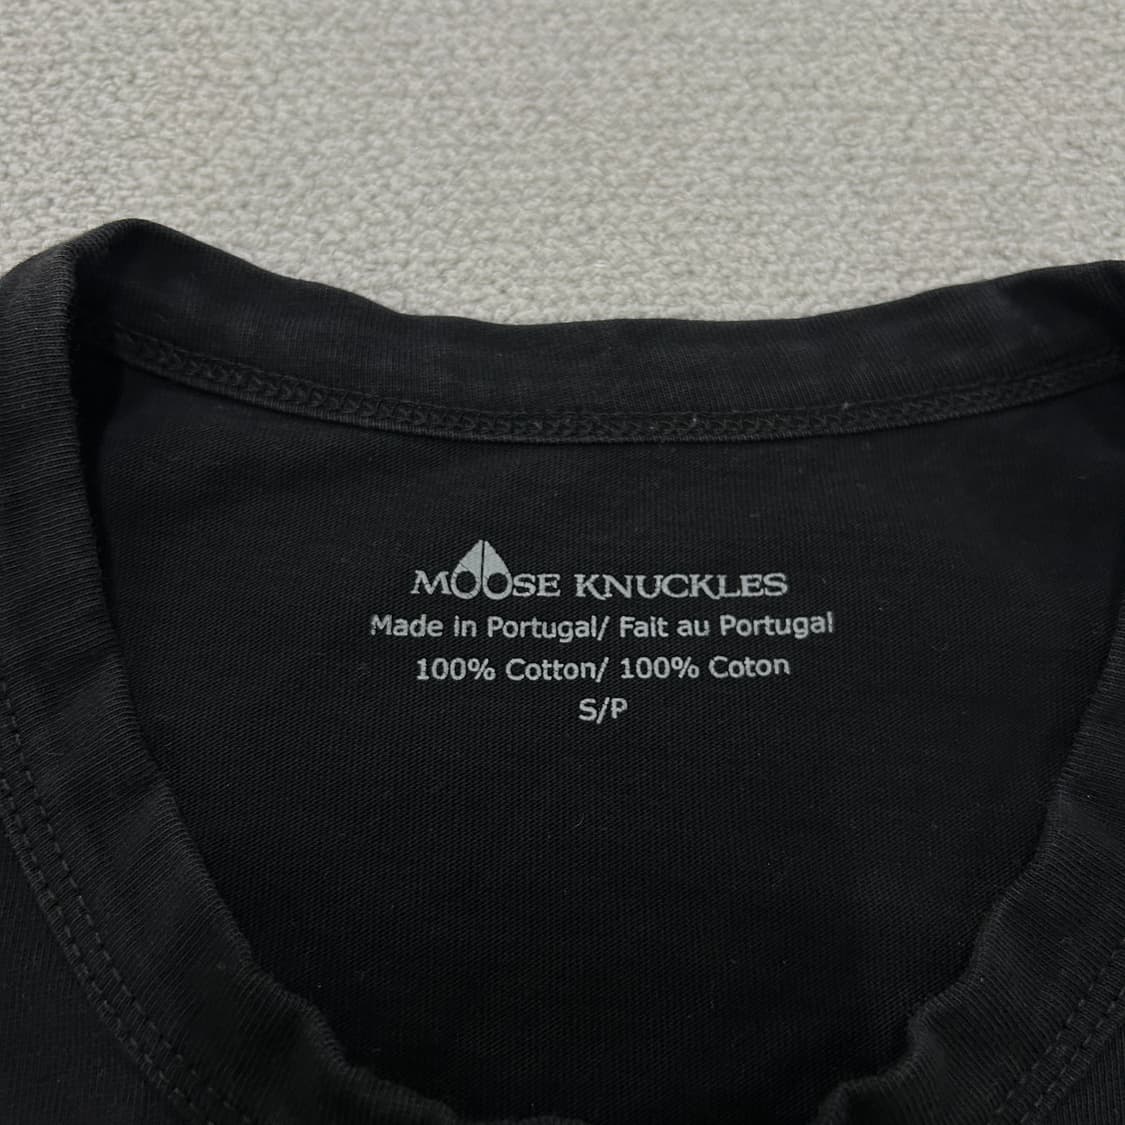 MOOSE KNUCKLES
Made in Portugal/ Fait au Portugal
100% Cotton/ 100% Coton
S/P